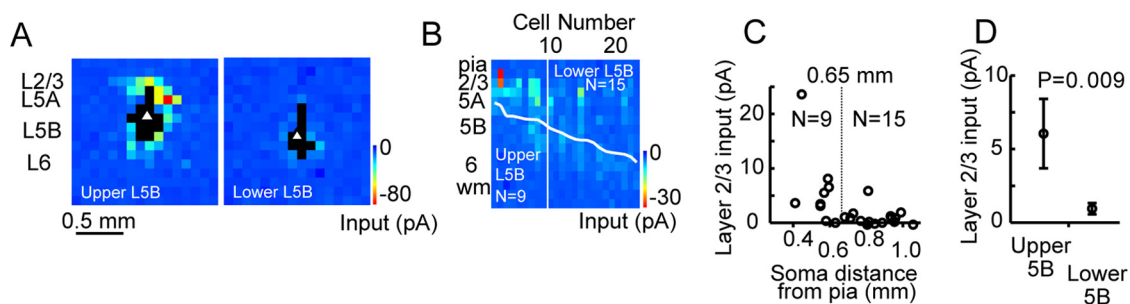 A
L2/3
L5A
L5B
L6
Upper L5B
Lower L5B
0.5 mm
0
-80
Input (pA)
B
Cell Number
10 20
pia
2/3
5A
5B
6
wm
Lower L5B
N=15
Upper
L5B
N=9
0
-30
Input (pA)
C
Layer 2/3 input (pA)
20
10
5
0
0.65 mm
N=9
N=15
0.4 0.6 0.8 1.0
Soma distance
from pia (mm)
D
Layer 2/3 input (pA)
10
5
0
P=0.009
Upper
5B
Lower
5B